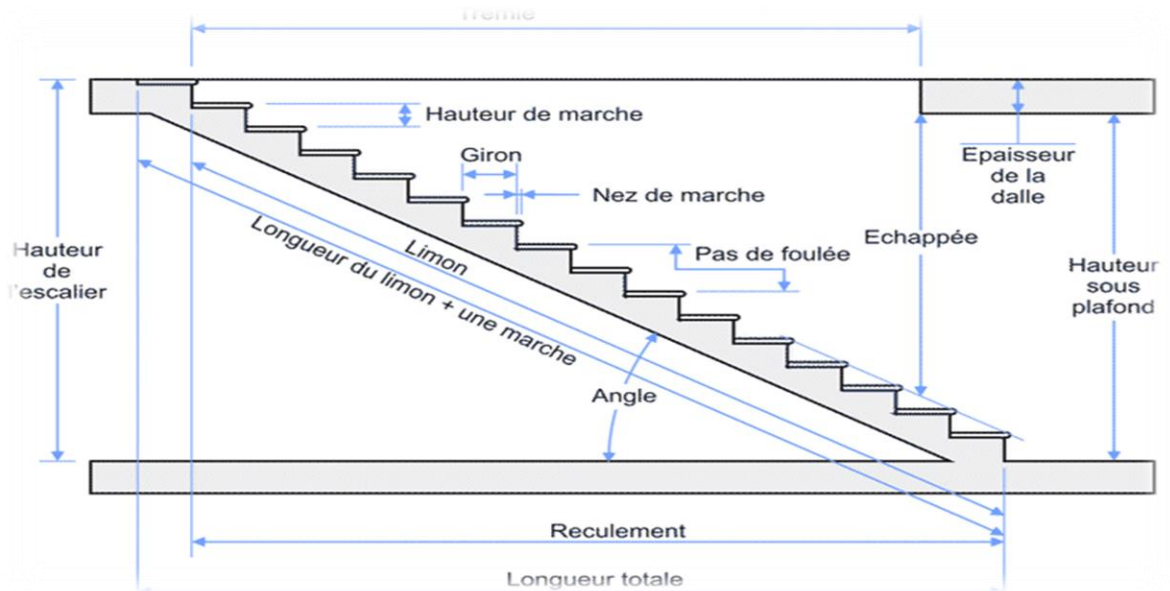 Trémie
Hauteur de marche
Giron
Nez de marche
Epaisseur
de la
dalle
Hauteur
de
l'escalier
Limon
Longueur du limon + une marche
Pas de foulée
Echappée
Hauteur
sous
plafond
Angle
Reculement
Longueur totale